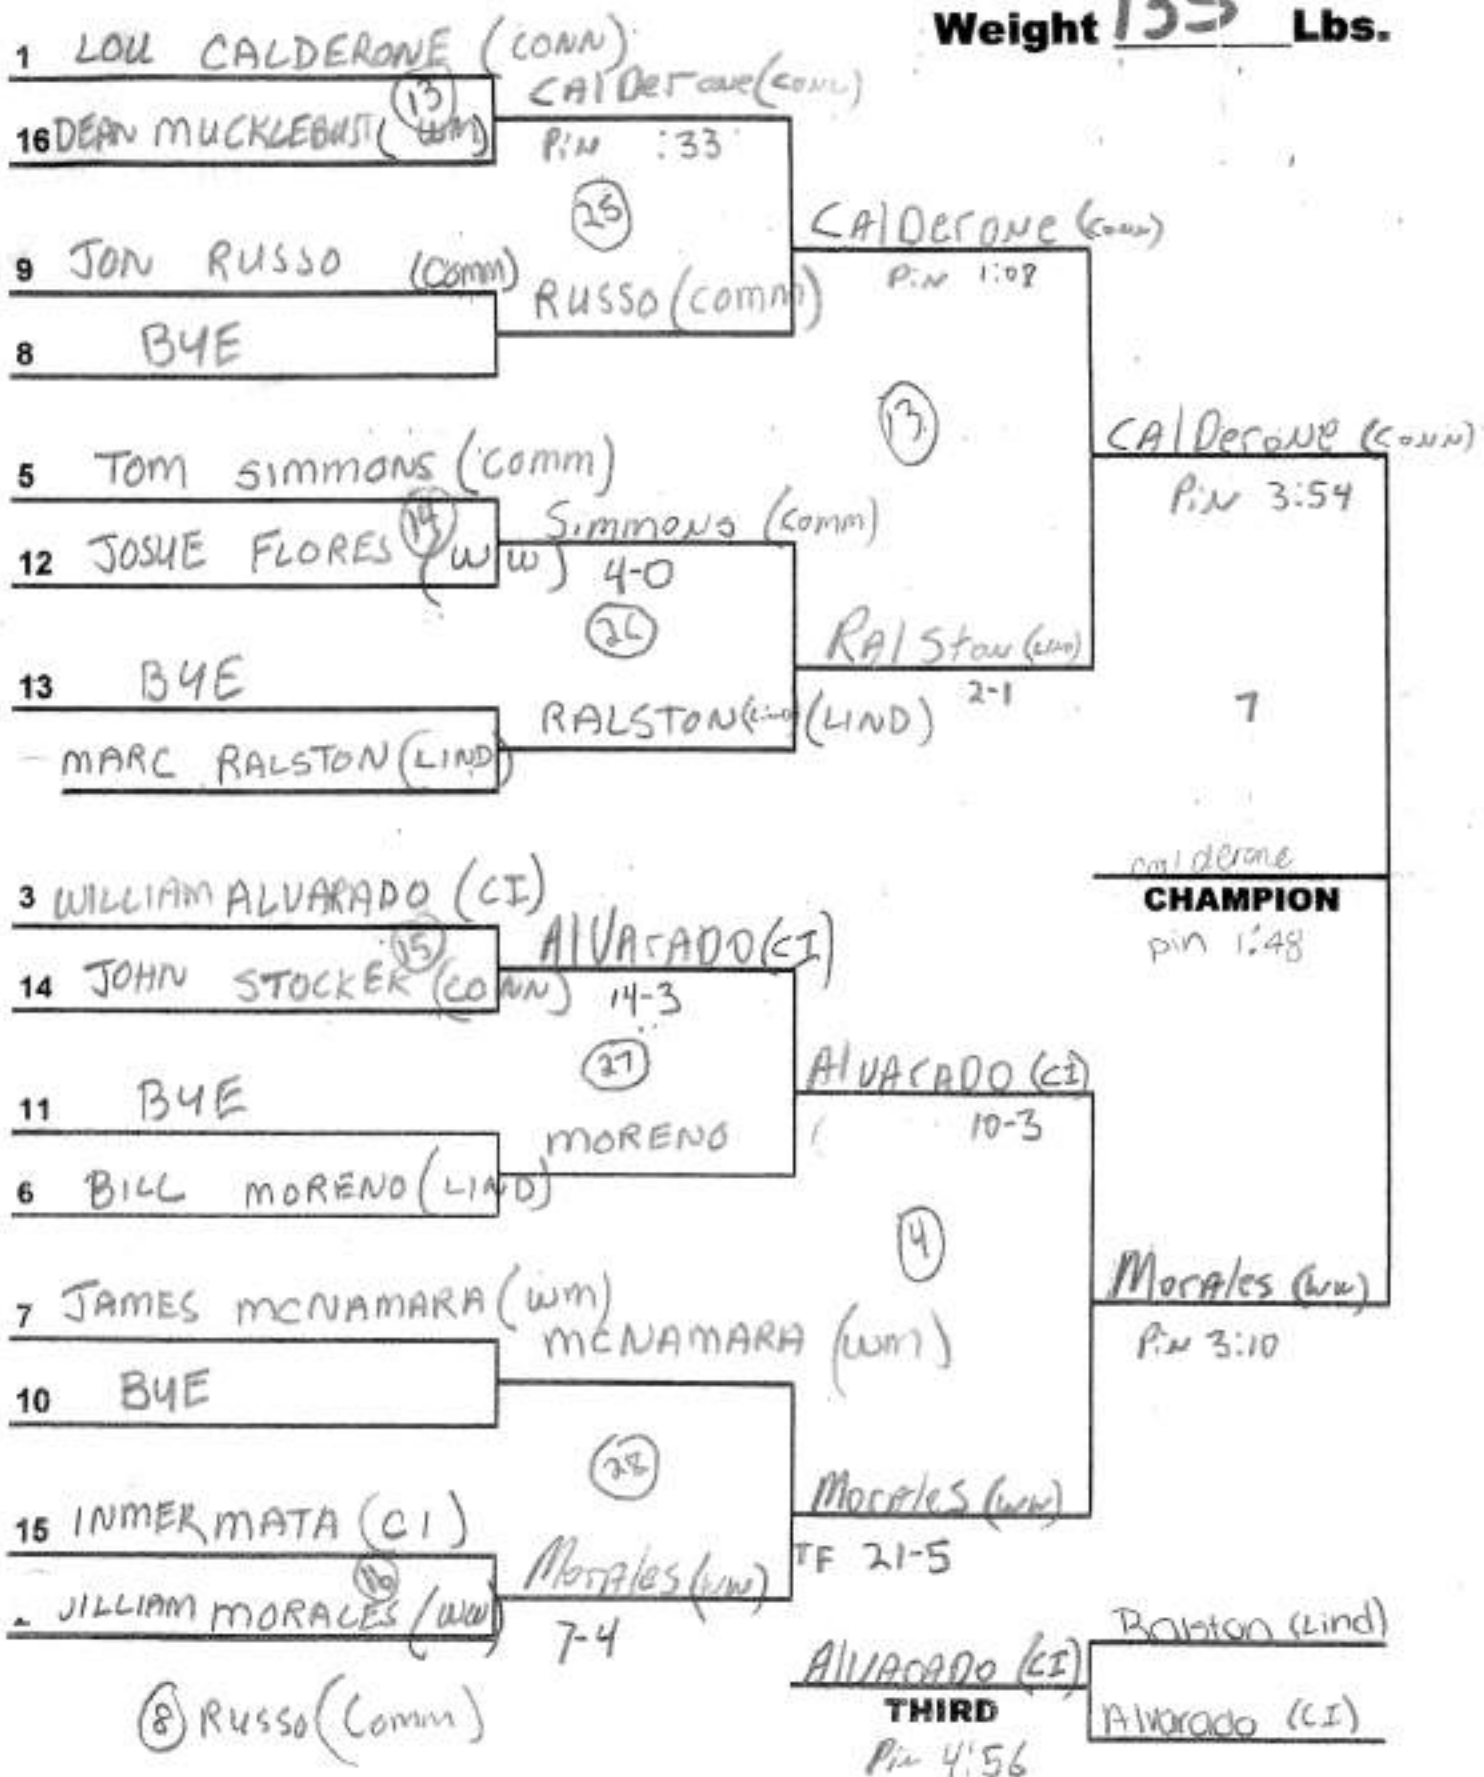 Weight 135 Lbs.
1 LOU CALDERONE (CONN)
13
16 DEAN MUCKLEBUST (WM)
CAlDerone (CONN)
Pin :33
25
9 JON RUSSO (Comm)
8 BYE
RUSSO (comm)
CAlDerone (conn)
Pin 1:08
13
5 TOM SIMMONS (Comm)
14
12 JOSUE FLORES (WW)
Simmons (comm)
4-0
26
13 BYE
MARC RALSTON (LIND)
RALSTON (Lind) (LIND)
RAlSton (Lind)
2-1
CAlDerone (CONN)
Pin 3:54
7
calderone
CHAMPION
pin 1:48
3 WILLIAM ALVARADO (CI)
15
14 JOHN STOCKER (CONN)
AlVArADO (CI)
14-3
27
11 BYE
6 BILL MORENO (LIND)
MORENO
AlVArADO (CI)
10-3
4
7 JAMES MCNAMARA (WM)
10 BYE
MCNAMARA (WM)
28
15 INMER MATA (CI)
16
JILLIAM MORALES (WW)
Morales (WW)
7-4
Morales (WW)
TF 21-5
Morales (WW)
Pin 3:10
8 Russo (Comm)
Ralston (Lind)
Alvarado (CI)
AlVArADO (CI)
THIRD
Pin 4:56